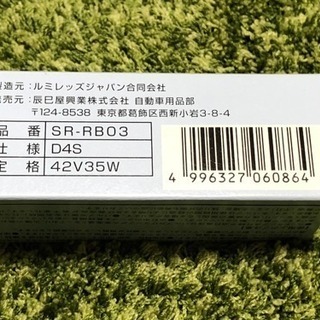 製造元：ルミレッズジャパン合同会社
発売元：辰巳屋興業株式会社 自動車用品部
〒124-8538 東京都葛飾区西新小岩3-8-4
品 番 SR-RB03
仕 様 D4S
定 格 42V35W
4 996327 060864